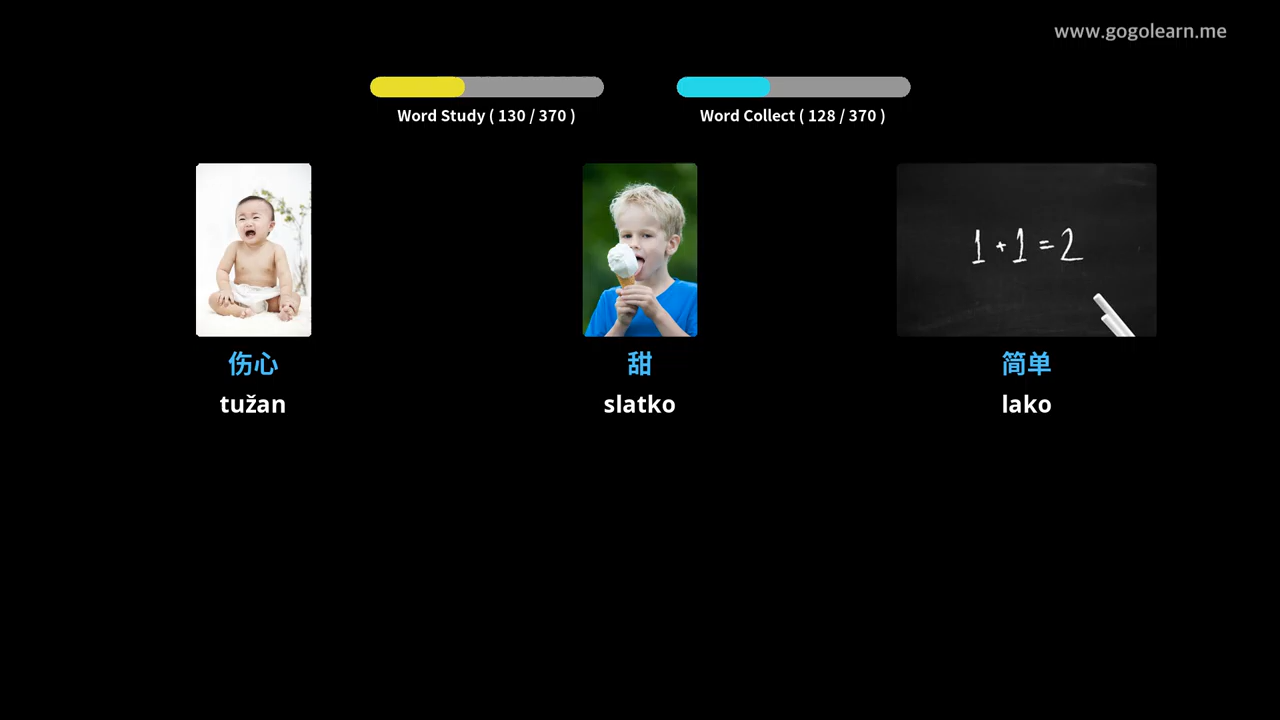 www.gogolearn.me
Word Study ( 130 / 370 )
Word Collect ( 128 / 370 )
1 + 1 = 2
伤心
甜
简单
tužan
slatko
lako